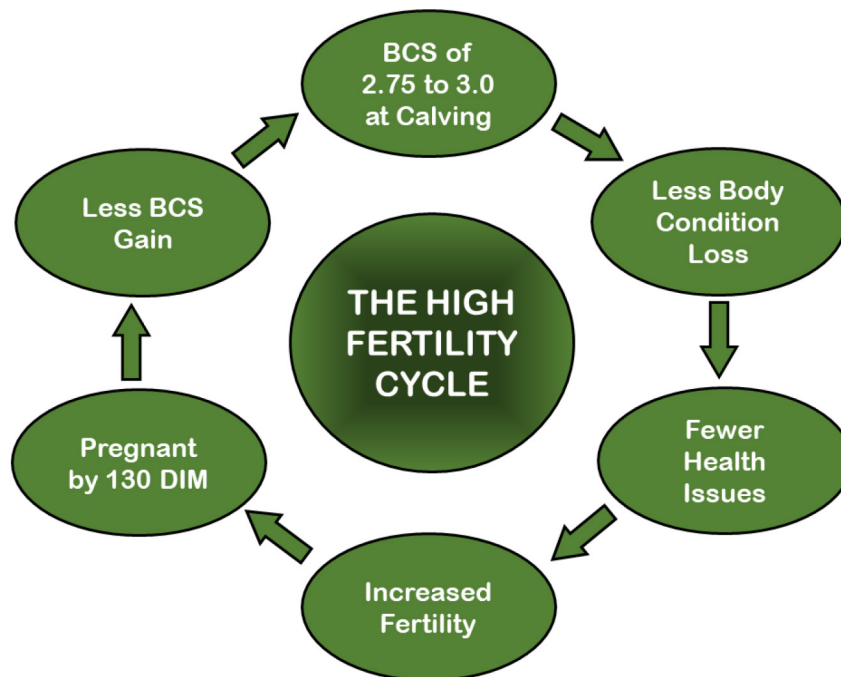 BCS of
2.75 to 3.0
at Calving
Less Body
Condition
Loss
Fewer
Health
Issues
Increased
Fertility
Pregnant
by 130 DIM
Less BCS
Gain
THE HIGH
FERTILITY
CYCLE